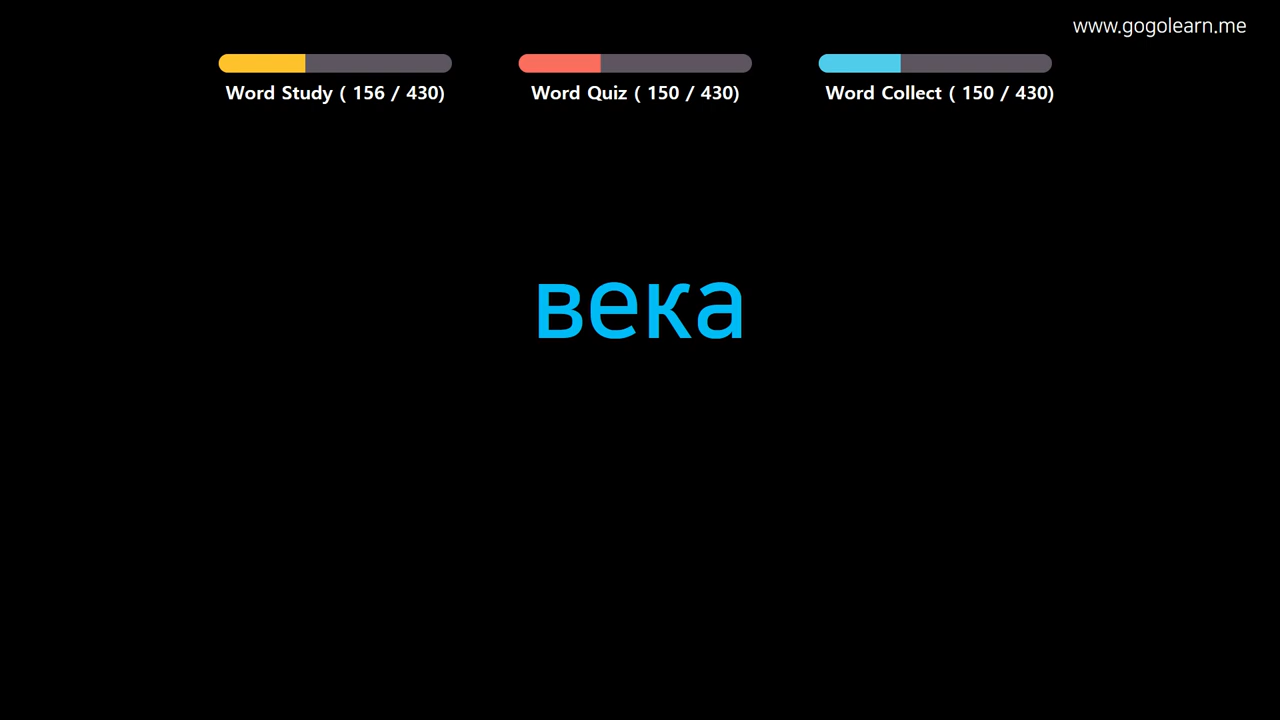 www.gogolearn.me
Word Study ( 156 / 430)
Word Quiz ( 150 / 430)
Word Collect ( 150 / 430)
века